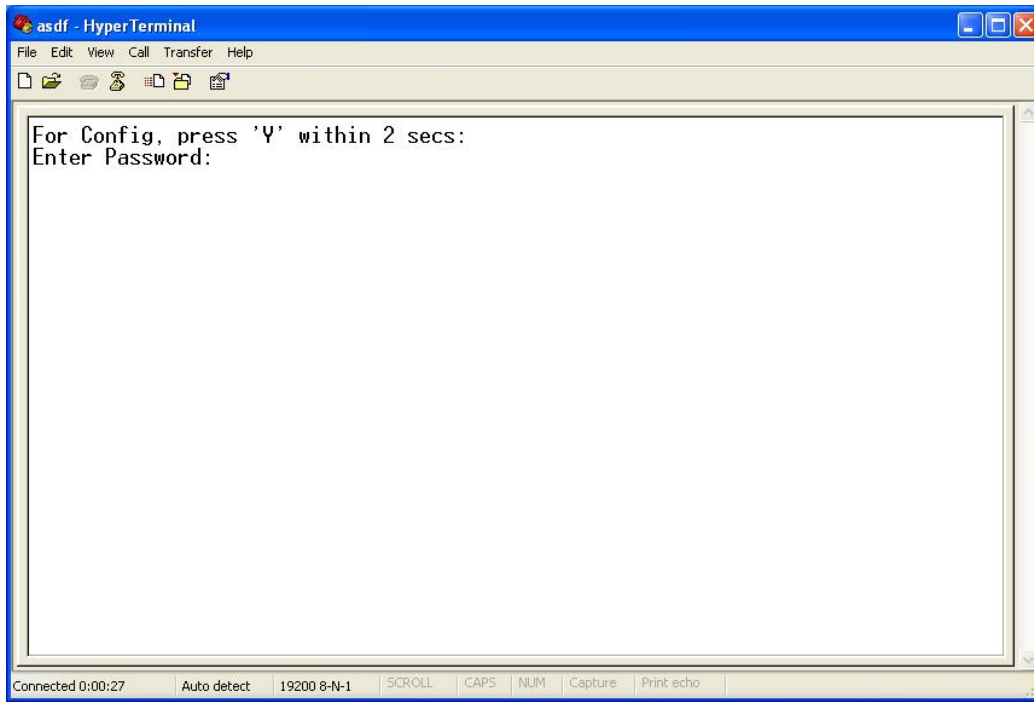 asdf - HyperTerminal
File Edit View Call Transfer Help
For Config, press 'Y' within 2 secs:
Enter Password:
Connected 0:00:27 Auto detect 19200 8-N-1 SCROLL CAPS NUM Capture Print echo